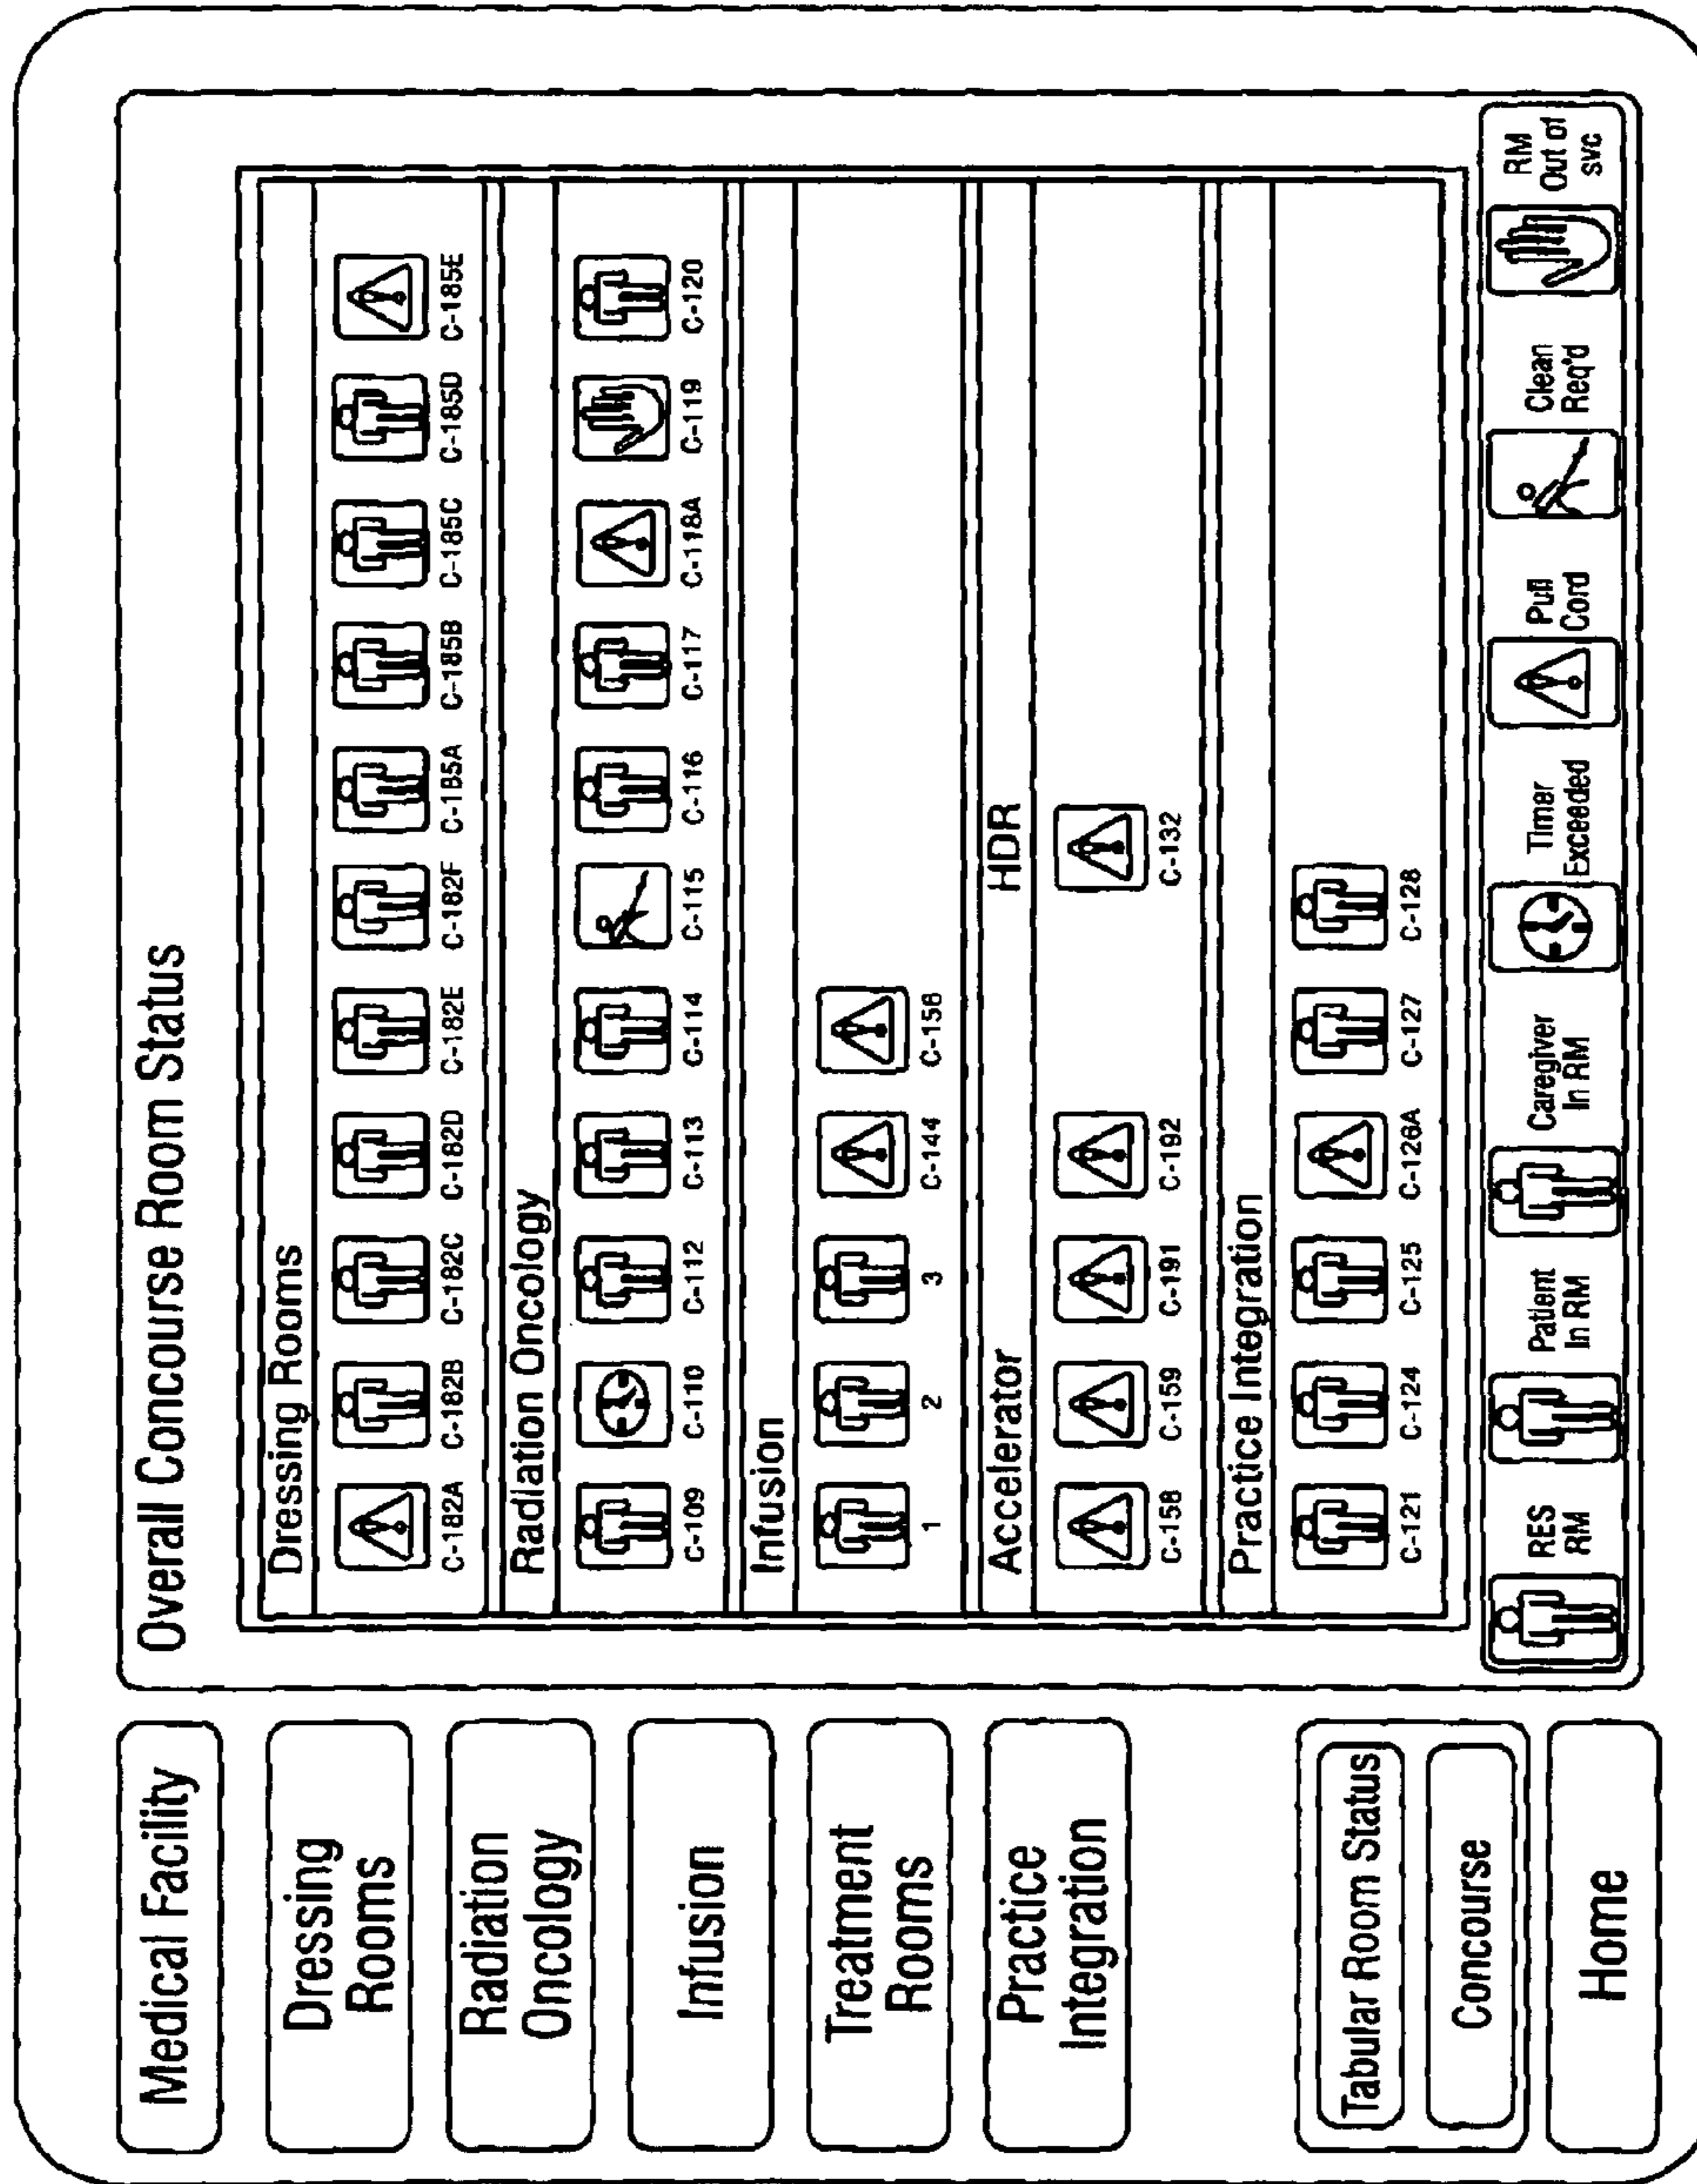 Medical Facility
Dressing
Rooms
Radiation
Oncology
Infusion
Treatment
Rooms
Practice
Integration
Tabular Room Status
Concourse
Home
Overall Concourse Room Status
Dressing Rooms
C-182A C-182B C-182C C-182D C-182E C-182F C-185A C-185B C-185C C-185D C-185E
Radiation Oncology
C-109 C-110 C-112 C-113 C-114 C-115 C-116 C-117 C-118A C-119 C-120
Infusion
1 2 3 C-144 C-156
Accelerator HDR
C-158 C-159 C-191 C-192 C-132
Practice Integration
C-121 C-124 C-125 C-126A C-127 C-128
RES
RM
Patient
In RM
Caregiver
In RM
Timer
Exceeded
Pull
Cord
Clean
Req'd
RM
Out of
svc